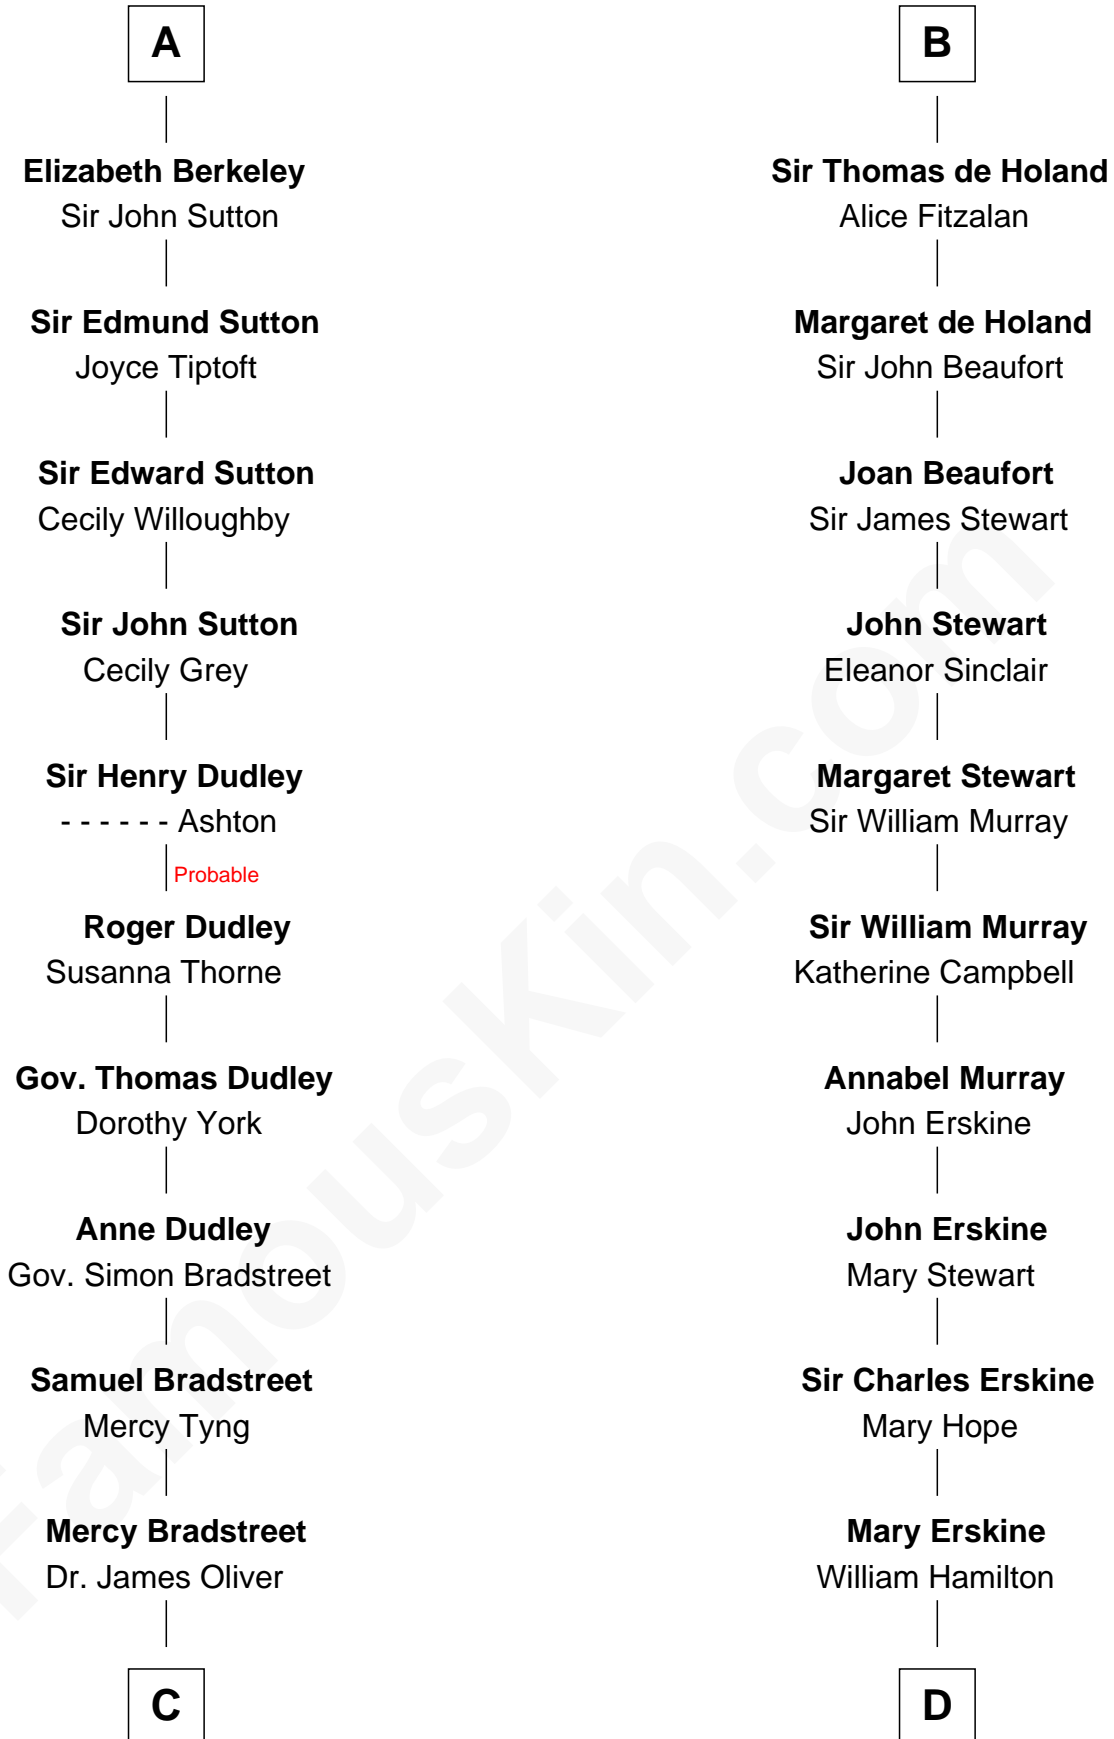 A
Elizabeth Berkeley
Sir John Sutton
Sir Edmund Sutton
Joyce Tiptoft
Sir Edward Sutton
Cecily Willoughby
Sir John Sutton
Cecily Grey
Sir Henry Dudley
- - - - - - Ashton
Probable
Roger Dudley
Susanna Thorne
Gov. Thomas Dudley
Dorothy York
Anne Dudley
Gov. Simon Bradstreet
Samuel Bradstreet
Mercy Tyng
Mercy Bradstreet
Dr. James Oliver
C
B
Sir Thomas de Holand
Alice Fitzalan
Margaret de Holand
Sir John Beaufort
Joan Beaufort
Sir James Stewart
John Stewart
Eleanor Sinclair
Margaret Stewart
Sir William Murray
Sir William Murray
Katherine Campbell
Annabel Murray
John Erskine
John Erskine
Mary Stewart
Sir Charles Erskine
Mary Hope
Mary Erskine
William Hamilton
D
FamousKin.com